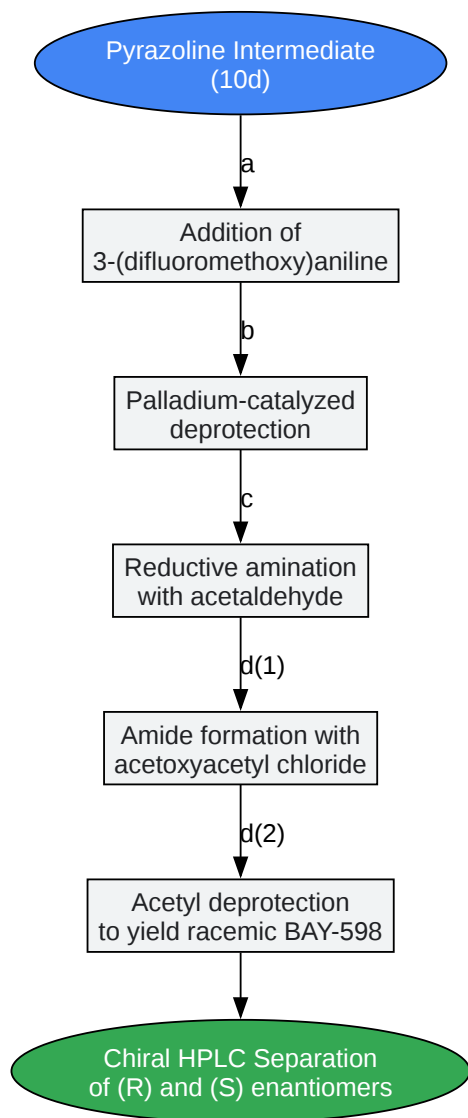 Pyrazoline Intermediate
(10d)
a
Addition of
3-(difluoromethoxy)aniline
b
Palladium-catalyzed
deprotection
c
Reductive amination
with acetaldehyde
d(1)
Amide formation with
acetoxyacetyl chloride
d(2)
Acetyl deprotection
to yield racemic BAY-598
Chiral HPLC Separation
of (R) and (S) enantiomers